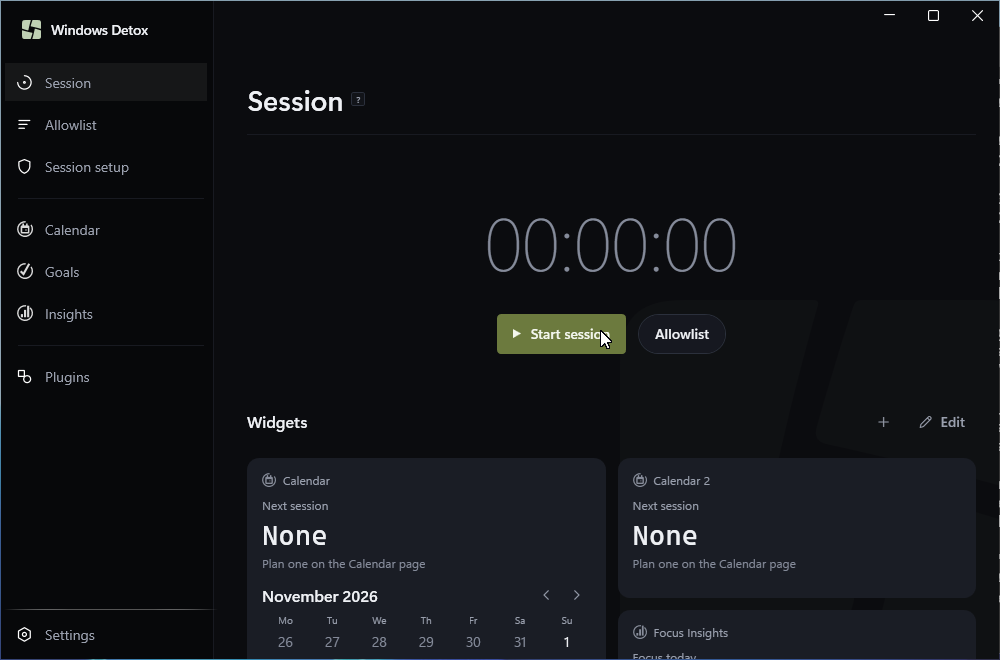 Windows Detox
Session
Allowlist
Session setup
Calendar
Goals
Insights
Plugins
Settings
Session ?
00:00:00
Start session
Allowlist
Widgets
+ Edit
Calendar
Next session
None
Plan one on the Calendar page
November 2026
Mo Tu We Th Fr Sa Su
26 27 28 29 30 31 1
Calendar 2
Next session
None
Plan one on the Calendar page
Focus Insights
Focus today